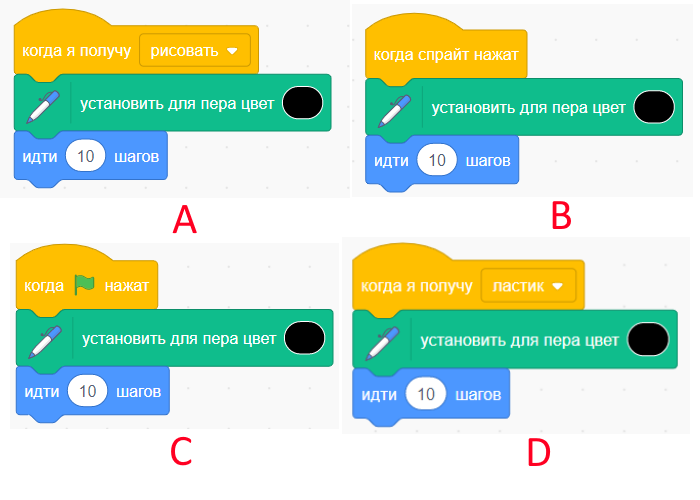 когда я получу рисовать
установить для пера цвет
идти 10 шагов
A
когда спрайт нажат
установить для пера цвет
идти 10 шагов
B
когда нажат
установить для пера цвет
идти 10 шагов
C
когда я получу ластик
установить для пера цвет
идти 10 шагов
D